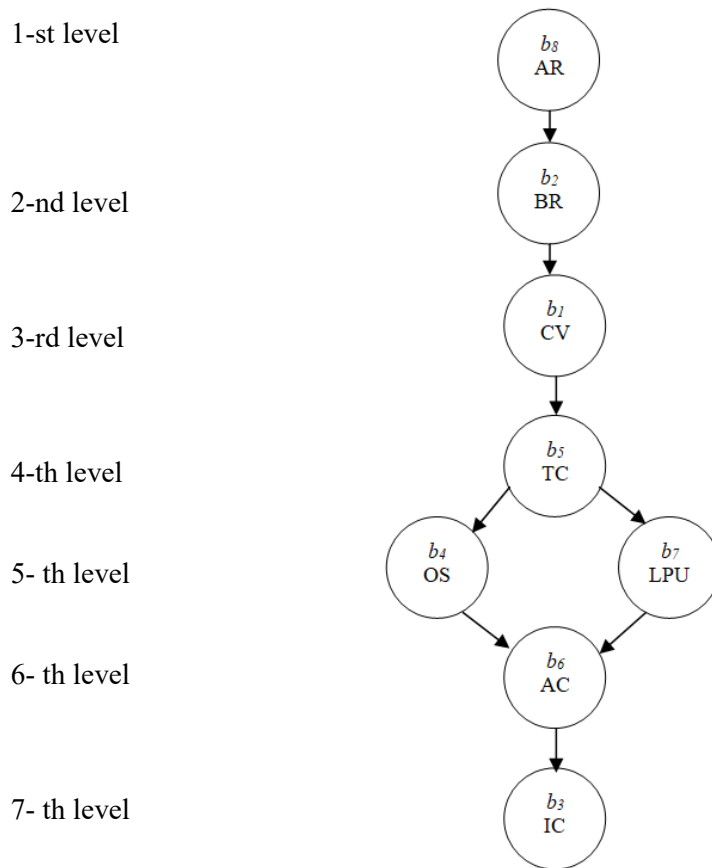 1-st level
b8
AR
2-nd level
b2
BR
3-rd level
b1
CV
4-th level
b5
TC
5- th level
b4
OS
b7
LPU
6- th level
b6
AC
7- th level
b3
IC